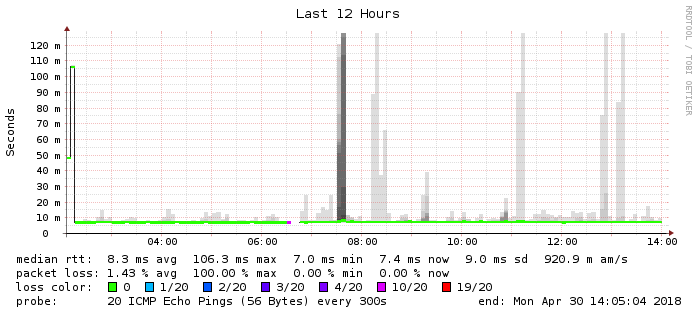 Last 12 Hours
RRDTOOL / TOBI OETIKER
Seconds
120 m
110 m
100 m
90 m
80 m
70 m
60 m
50 m
40 m
30 m
20 m
10 m
0
04:00 06:00 08:00 10:00 12:00 14:00
median rtt: 8.3 ms avg 106.3 ms max 7.0 ms min 7.4 ms now 9.0 ms sd 920.9 m am/s
packet loss: 1.43 % avg 100.00 % max 0.00 % min 0.00 % now
loss color: 0 1/20 2/20 3/20 4/20 10/20 19/20
probe: 20 ICMP Echo Pings (56 Bytes) every 300s end: Mon Apr 30 14:05:04 2018